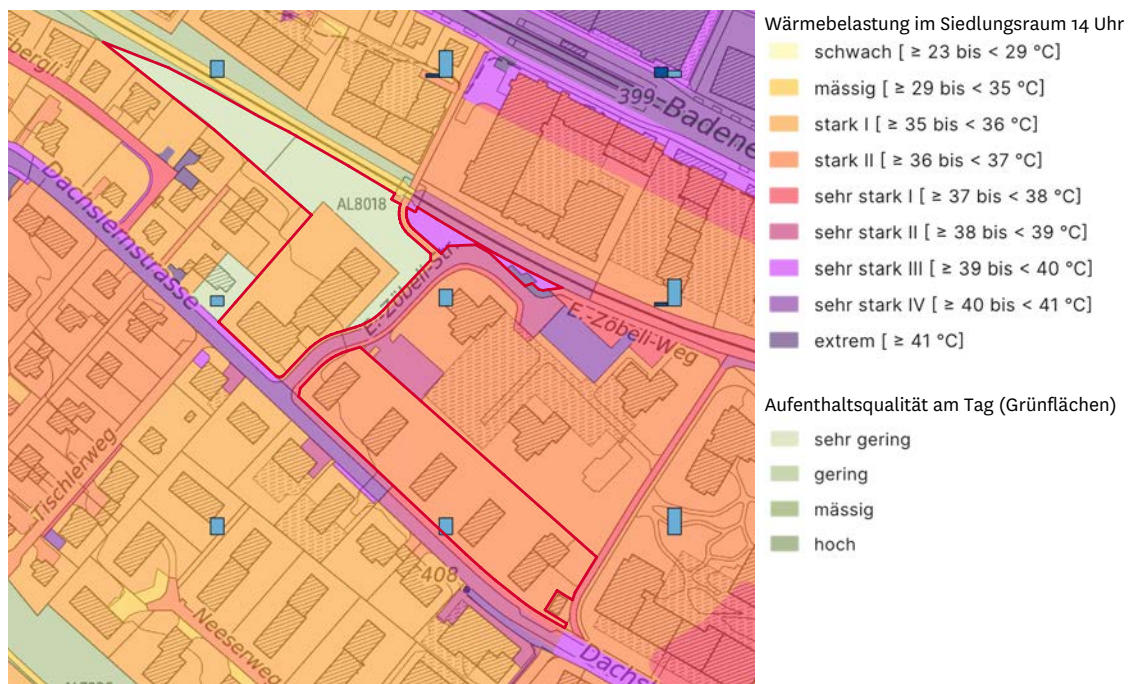 bergli
Dachslernstrasse
AL8018
E.-Zöbeli-Str.
399-Badene
E.-Zöbeli-Weg
Tischlerweg
408
Neeserweg
Dachsl
Wärmebelastung im Siedlungsraum 14 Uhr
schwach [ ≥ 23 bis < 29 °C]
mässig [ ≥ 29 bis < 35 °C]
stark I [ ≥ 35 bis < 36 °C]
stark II [ ≥ 36 bis < 37 °C]
sehr stark I [ ≥ 37 bis < 38 °C]
sehr stark II [ ≥ 38 bis < 39 °C]
sehr stark III [ ≥ 39 bis < 40 °C]
sehr stark IV [ ≥ 40 bis < 41 °C]
extrem [ ≥ 41 °C]
Aufenthaltsqualität am Tag (Grünflächen)
sehr gering
gering
mässig
hoch